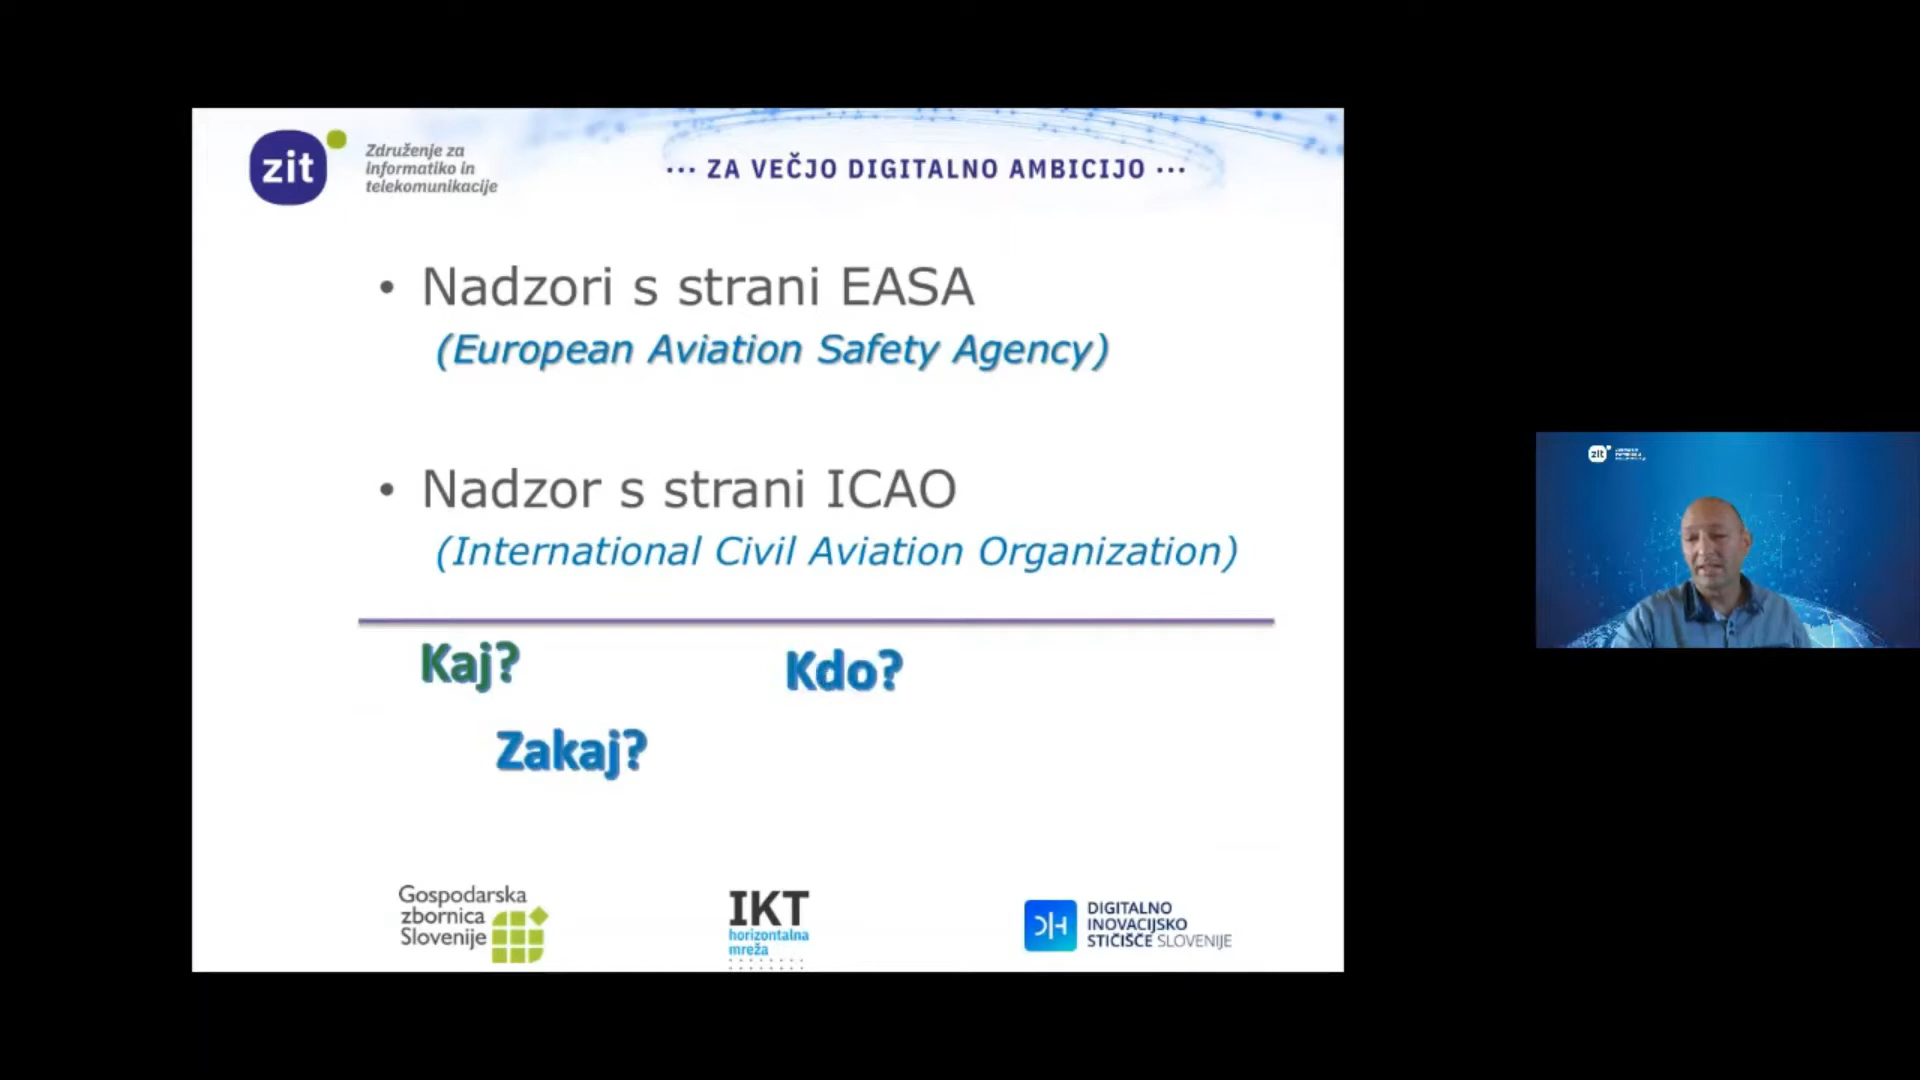 zit
Združenje za
informatiko in
telekomunikacije
··· ZA VEČJO DIGITALNO AMBICIJO ···
• Nadzori s strani EASA
(European Aviation Safety Agency)
• Nadzor s strani ICAO
(International Civil Aviation Organization)
Kaj?
Kdo?
Zakaj?
Gospodarska
zbornica
Slovenije
IKT
horizontalna
mreža
DIGITALNO
INOVACIJSKO
STIČIŠČE SLOVENIJE
zit